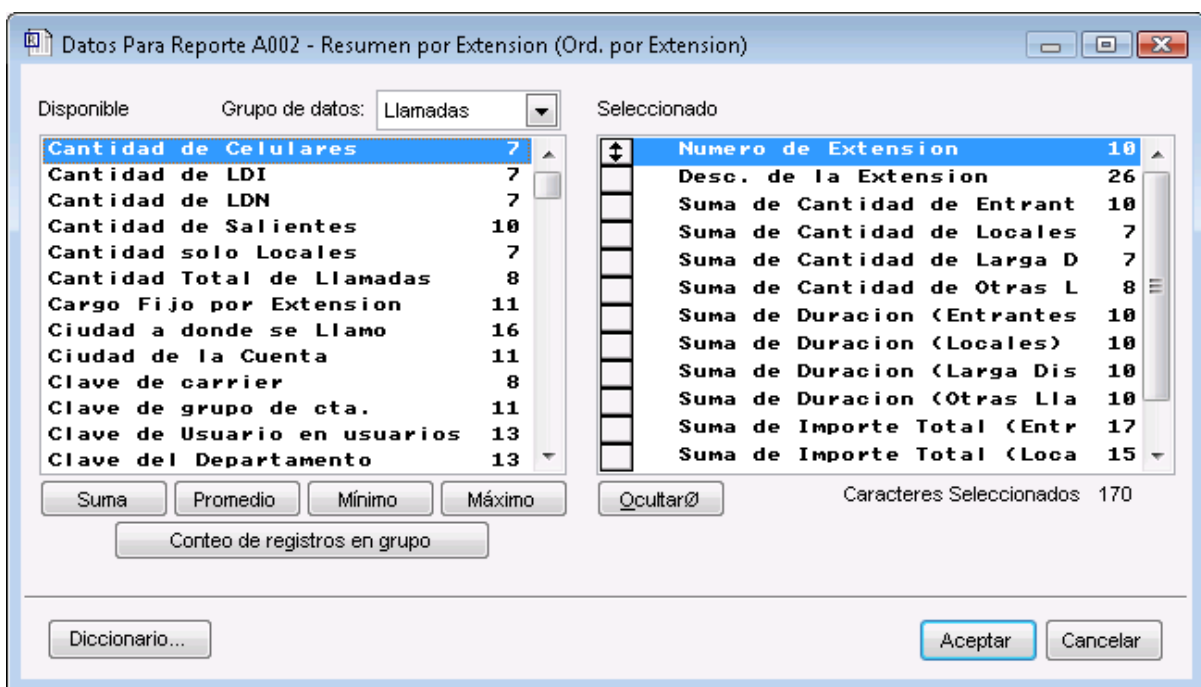 Datos Para Reporte A002 - Resumen por Extension (Ord. por Extension)
Disponible
Grupo de datos: Llamadas
Cantidad de Celulares 7
Cantidad de LDI 7
Cantidad de LDN 7
Cantidad de Salientes 10
Cantidad solo Locales 7
Cantidad Total de Llamadas 8
Cargo Fijo por Extension 11
Ciudad a donde se Llamo 16
Ciudad de la Cuenta 11
Clave de carrier 8
Clave de grupo de cta. 11
Clave de Usuario en usuarios 13
Clave del Departamento 13
Suma Promedio Mínimo Máximo
Conteo de registros en grupo
Seleccionado
Numero de Extension 10
Desc. de la Extension 26
Suma de Cantidad de Entrant 10
Suma de Cantidad de Locales 7
Suma de Cantidad de Larga D 7
Suma de Cantidad de Otras L 8
Suma de Duracion (Entrantes 10
Suma de Duracion (Locales) 10
Suma de Duracion (Larga Dis 10
Suma de Duracion (Otras Lla 10
Suma de Importe Total (Entr 17
Suma de Importe Total (Loca 15
OcultarØ
Caracteres Seleccionados 170
Diccionario...
Aceptar Cancelar